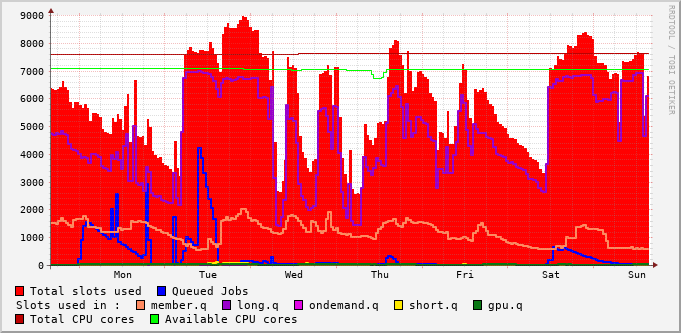 9000
8000
7000
6000
5000
4000
3000
2000
1000
0
Mon Tue Wed Thu Fri Sat Sun
RRDTOOL / TOBI OETIKER
Total slots used Queued Jobs
Slots used in : member.q long.q ondemand.q short.q gpu.q
Total CPU cores Available CPU cores